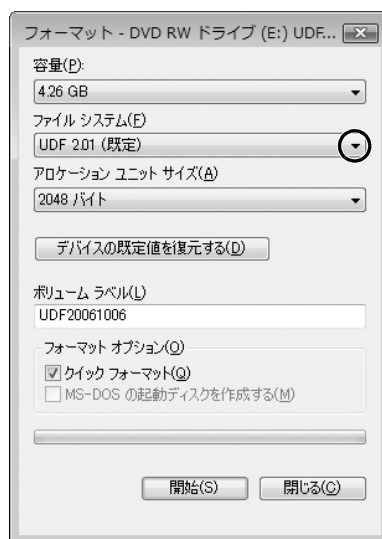 フォーマット - DVD RW ドライブ (E:) UDF...
容量(P):
4.26 GB
ファイル システム(F)
UDF 2.01 (既定)
アロケーション ユニット サイズ(A)
2048 バイト
デバイスの既定値を復元する(D)
ボリューム ラベル(L)
UDF20061006
フォーマット オプション(O)
クイック フォーマット(Q)
MS-DOS の起動ディスクを作成する(M)
開始(S)
閉じる(C)